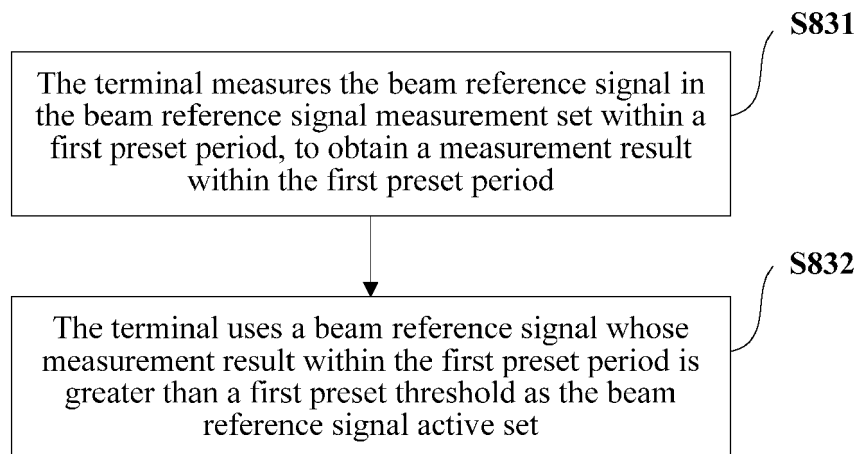 S831
The terminal measures the beam reference signal in
the beam reference signal measurement set within a
first preset period, to obtain a measurement result
within the first preset period
S832
The terminal uses a beam reference signal whose
measurement result within the first preset period is
greater than a first preset threshold as the beam
reference signal active set